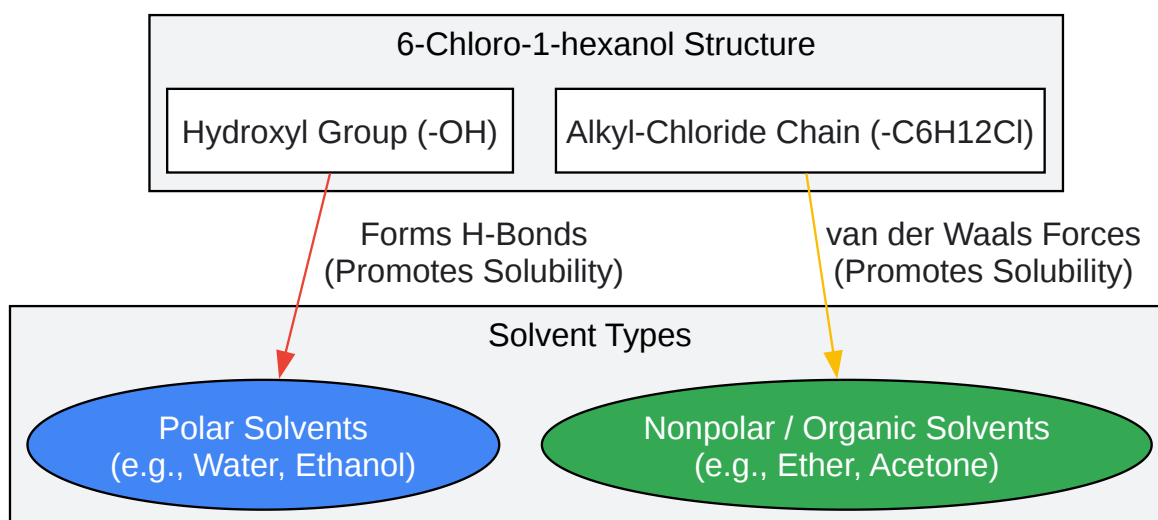 6-Chloro-1-hexanol Structure
Hydroxyl Group (-OH)
Alkyl-Chloride Chain (-C6H12Cl)
Forms H-Bonds
(Promotes Solubility)
van der Waals Forces
(Promotes Solubility)
Solvent Types
Polar Solvents
(e.g., Water, Ethanol)
Nonpolar / Organic Solvents
(e.g., Ether, Acetone)